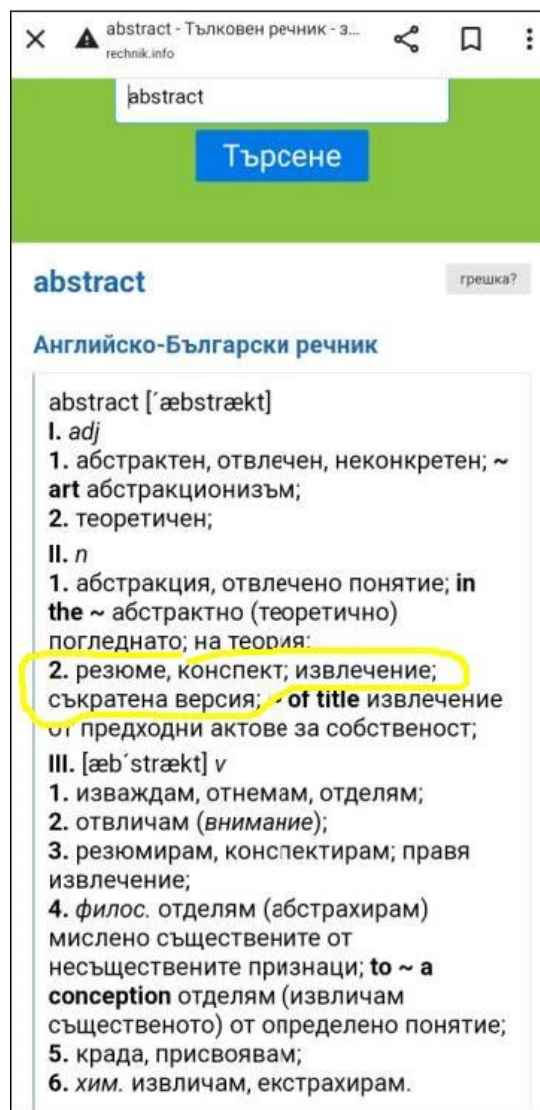 abstract - Тълковен речник - з...
rechnik.info
abstract
Търсене
abstract
грешка?
Английско-Български речник
abstract [´æbstrækt]
I. adj
1. абстрактен, отвлечен, неконкретен; ~
art абстракционизъм;
2. теоретичен;
II. n
1. абстракция, отвлечено понятие; in
the ~ абстрактно (теоретично)
погледнато; на теория;
2. резюме, конспект; извлечение;
съкратена версия; ~ of title извлечение
от предходни актове за собственост;
III. [æb´strækt] v
1. изваждам, отнемам, отделям;
2. отвличам (внимание);
3. резюмирам, конспектирам; правя
извлечение;
4. филос. отделям (абстрахирам)
мислено съществените от
несъществените признаци; to ~ a
conception отделям (извличам
същественото) от определено понятие;
5. крада, присвоявам;
6. хим. извличам, екстрахирам.